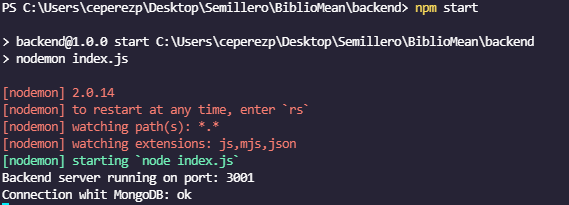 PS C:\Users\ceperezp\Desktop\Semillero\BiblioMean\backend> npm start
> backend@1.0.0 start C:\Users\ceperezp\Desktop\Semillero\BiblioMean\backend
> nodemon index.js
[nodemon] 2.0.14
[nodemon] to restart at any time, enter `rs`
[nodemon] watching path(s): *.*
[nodemon] watching extensions: js,mjs,json
[nodemon] starting `node index.js`
Backend server running on port: 3001
Connection whit MongoDB: ok